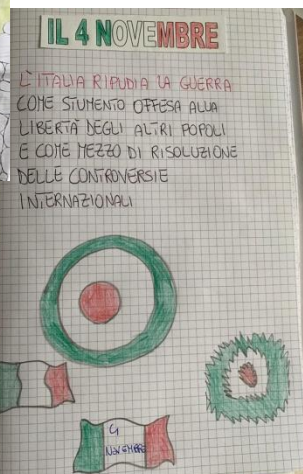 IL 4 NOVEMBRE
L'ITALIA RIPUDIA LA GUERRA
COME STUMENTO OFFESA ALLA
LIBERTÀ DEGLI ALTRI POPOLI
E COME MEZZO DI RISOLUZIONE
DELLE CONTROVERSIE
INTERNAZIONALI
4
NOVEMBRE